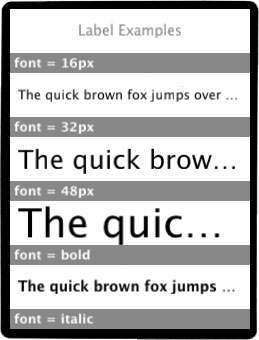 Label Examples
font = 16px
The quick brown fox jumps over ...
font = 32px
The quick brow...
font = 48px
The quic...
font = bold
The quick brown fox jumps ...
font = italic